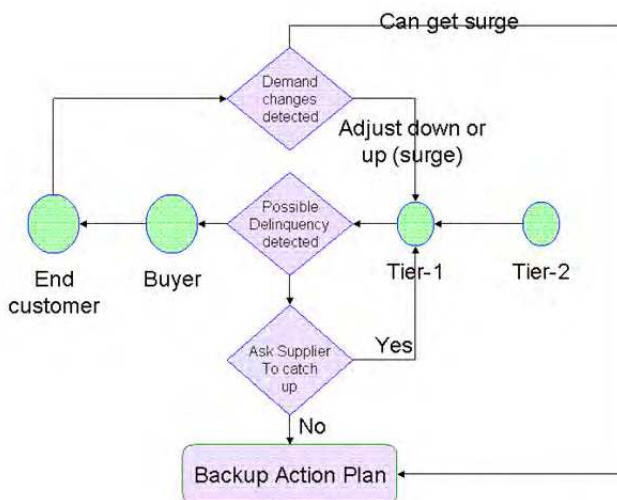 Can get surge
Demand
changes
detected
Adjust down or
up (surge)
Possible
Delinquency
detected
End
customer
Buyer
Tier-1
Tier-2
Ask Supplier
To catch
up
Yes
No
Backup Action Plan